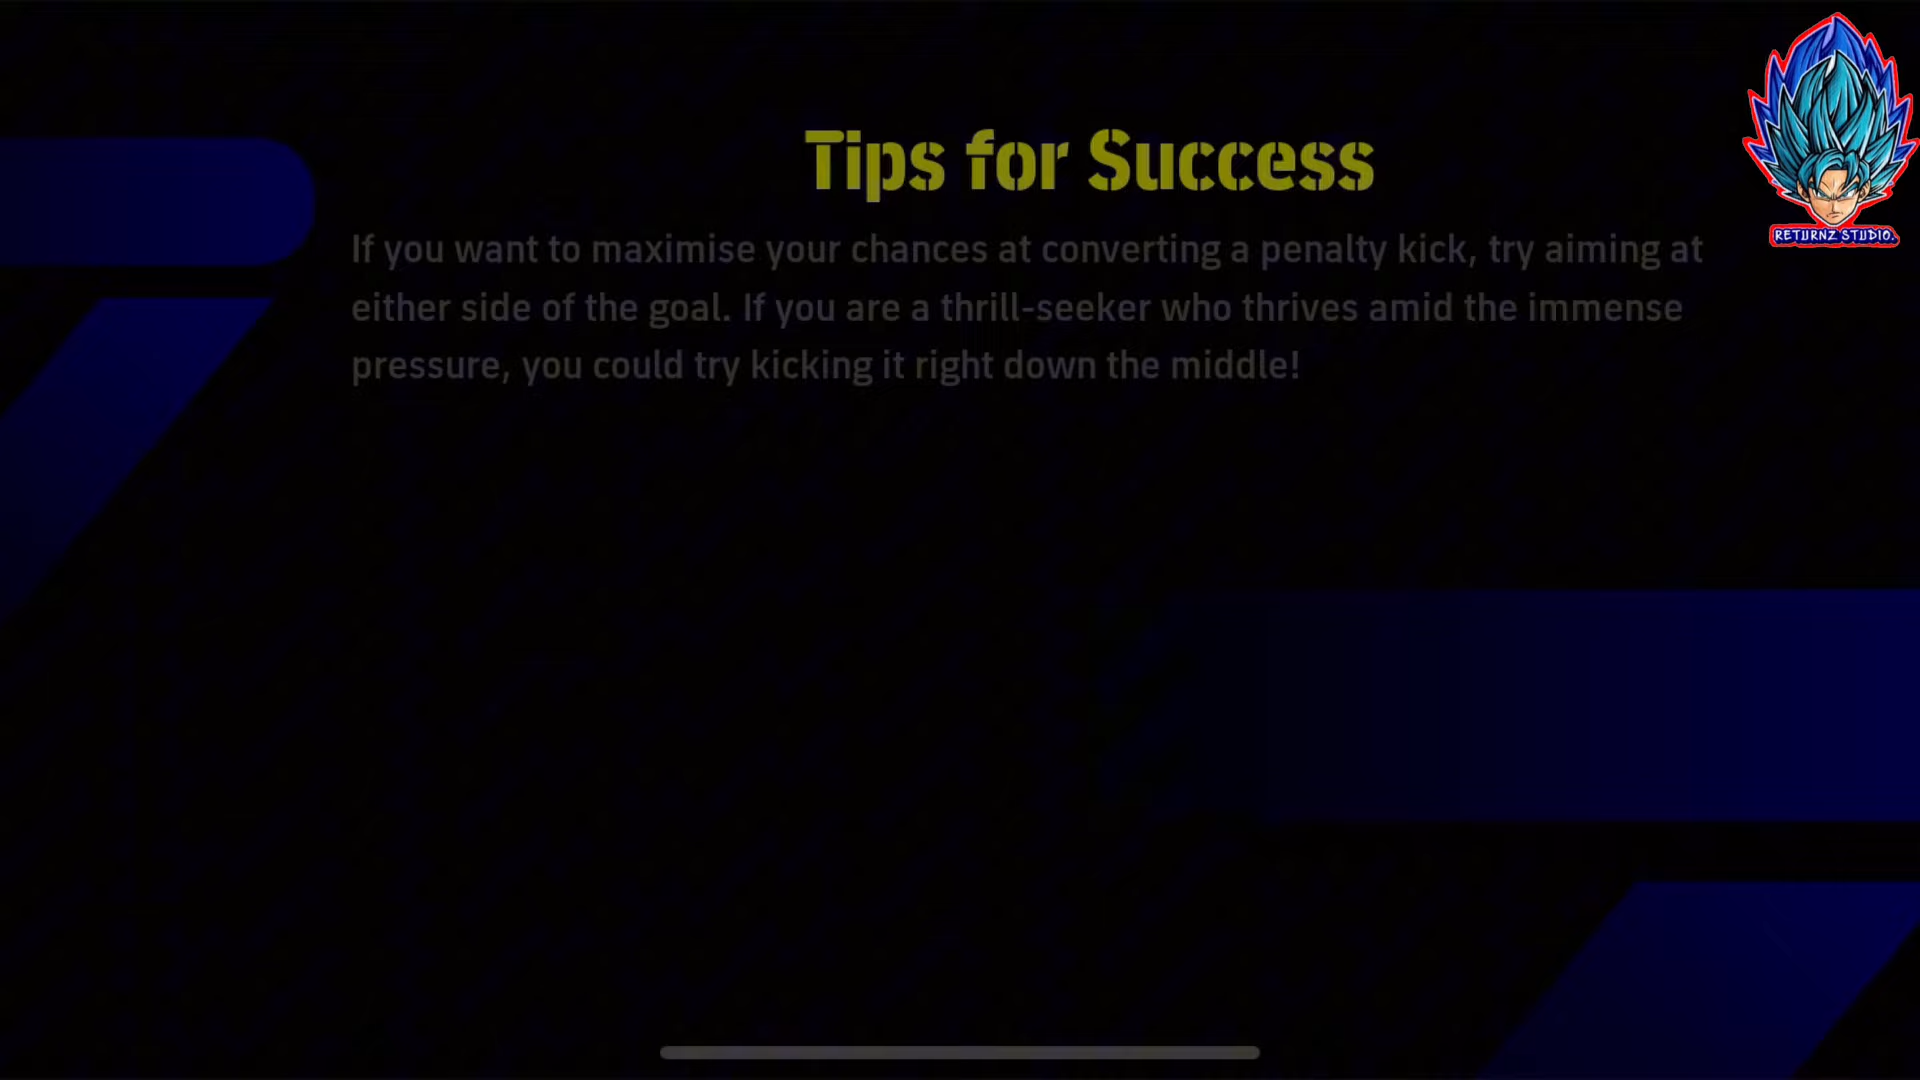 Tips for Success
If you want to maximise your chances at converting a penalty kick, try aiming at
either side of the goal. If you are a thrill-seeker who thrives amid the immense
pressure, you could try kicking it right down the middle!
RETURNZ STUDIO.